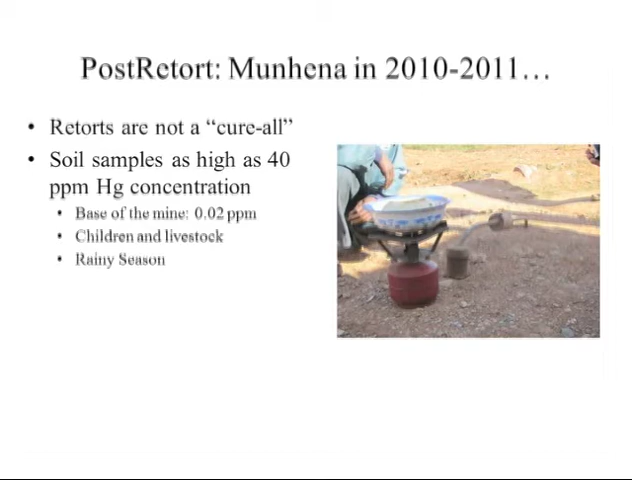 PostRetort: Munhena in 2010-2011…
• Retorts are not a “cure-all”
• Soil samples as high as 40
ppm Hg concentration
• Base of the mine: 0.02 ppm
• Children and livestock
• Rainy Season